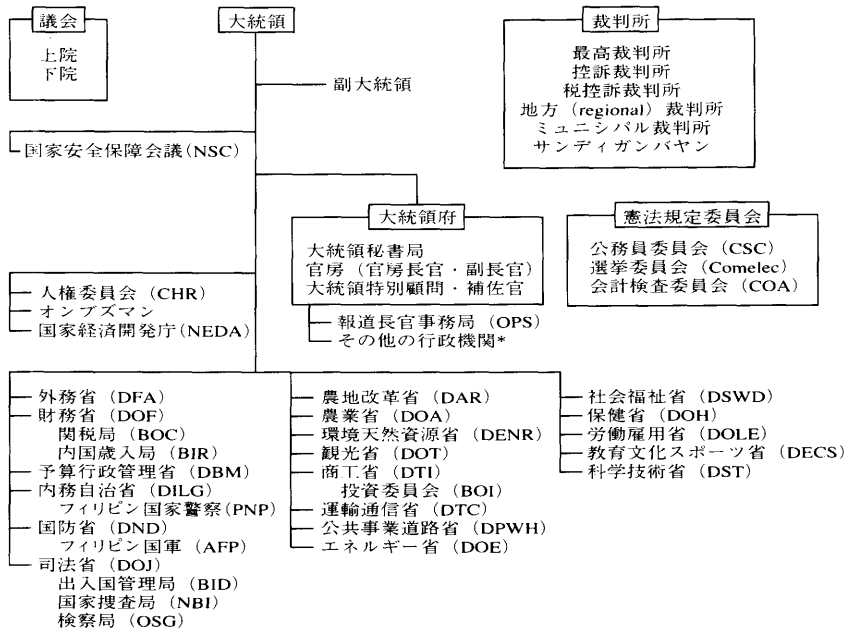 議会
上院
下院
大統領
副大統領
裁判所
最高裁判所
控訴裁判所
税控訴裁判所
地方（regional）裁判所
ミュニシパル裁判所
サンディガンバヤン
国家安全保障会議(NSC)
大統領府
大統領秘書局
官房（官房長官・副長官）
大統領特別顧問・補佐官
報道長官事務局（OPS）
その他の行政機関*
憲法規定委員会
公務員委員会（CSC）
選挙委員会（Comelec）
会計検査委員会（COA）
人権委員会（CHR）
オンブズマン
国家経済開発庁(NEDA)
外務省（DFA）
財務省（DOF）
関税局（BOC）
内国歳入局（BIR）
予算行政管理省（DBM）
内務自治省（DILG）
フィリピン国家警察(PNP)
国防省（DND）
フィリピン国軍（AFP）
司法省（DOJ）
出入国管理局（BID）
国家捜査局（NBI）
検察局（OSG）
農地改革省（DAR）
農業省（DOA）
環境天然資源省（DENR）
観光省（DOT）
商工省（DTI）
投資委員会（BOI）
運輸通信省（DTC）
公共事業道路省（DPWH）
エネルギー省（DOE）
社会福祉省（DSWD）
保健省（DOH）
労働雇用省（DOLE）
教育文化スポーツ省（DECS）
科学技術省（DST）